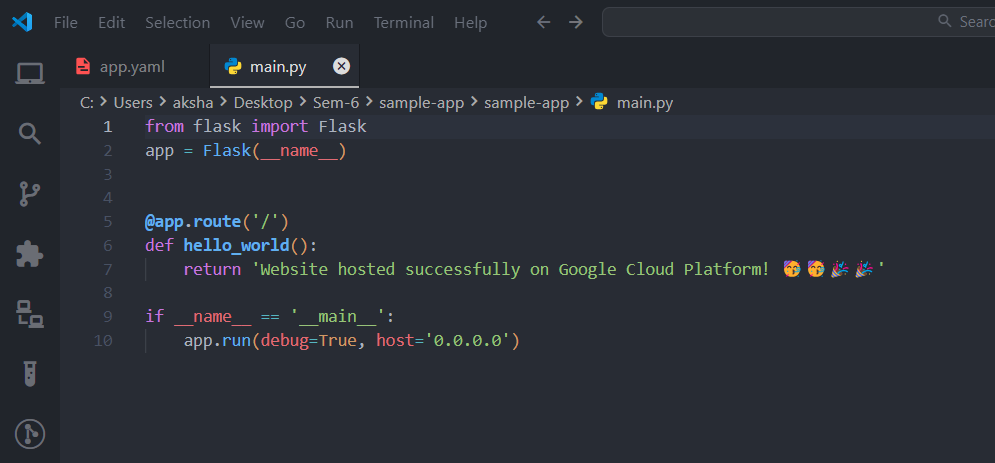 File Edit Selection View Go Run Terminal Help
app.yaml main.py
C: > Users > aksha > Desktop > Sem-6 > sample-app > sample-app > main.py
1 from flask import Flask
2 app = Flask(__name__)
3
4
5 @app.route('/')
6 def hello_world():
7     return 'Website hosted successfully on Google Cloud Platform! 🥳🥳🎉🎉'
8
9 if __name__ == '__main__':
10     app.run(debug=True, host='0.0.0.0')